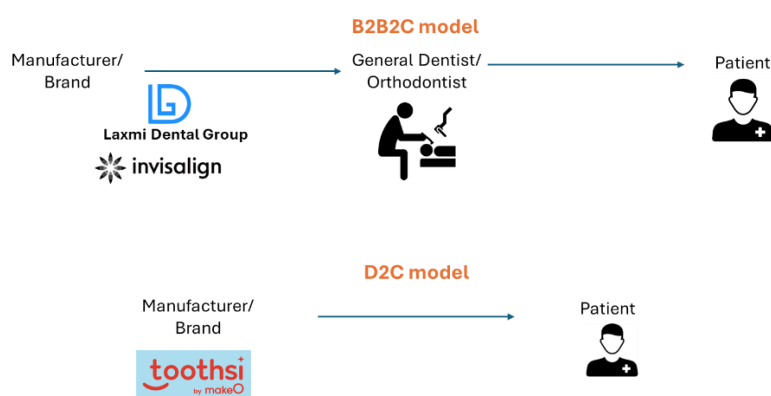 B2B2C model
Manufacturer/
Brand
General Dentist/
Orthodontist
Patient
Laxmi Dental Group
invisalign
D2C model
Manufacturer/
Brand
Patient
toothsi
by makeO